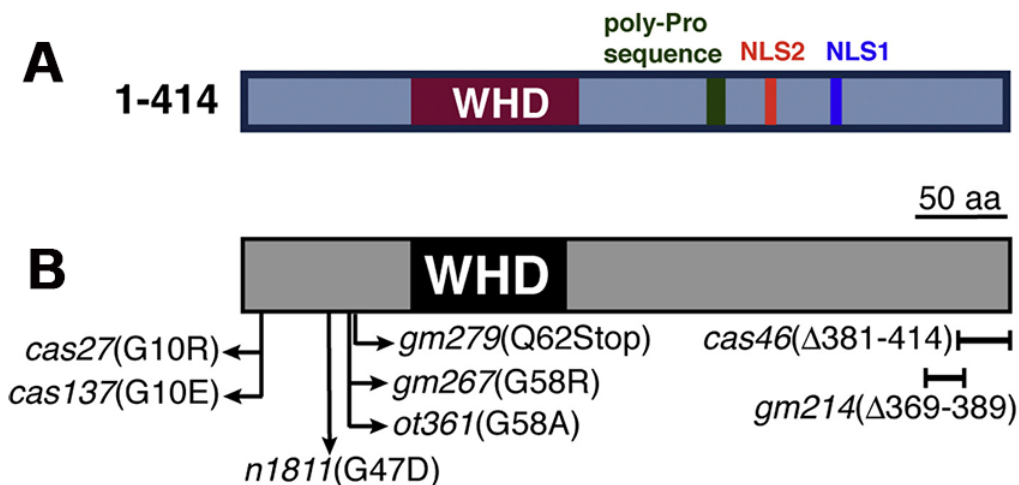 A
poly-Pro
sequence
NLS2
NLS1
1-414
WHD
50 aa
B
WHD
cas27(G10R)
cas137(G10E)
n1811(G47D)
gm279(Q62Stop)
gm267(G58R)
ot361(G58A)
cas46(Δ381-414)
gm214(Δ369-389)